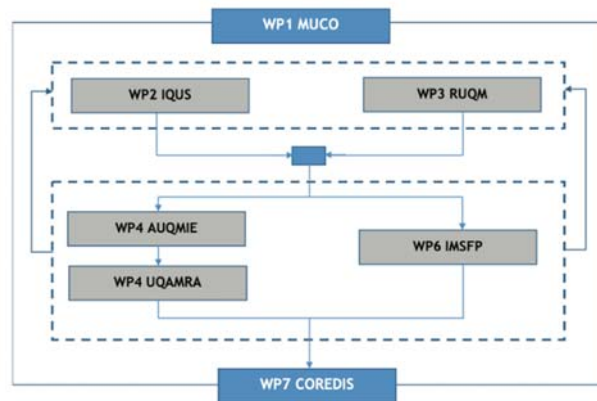 WP1 MUCO
WP2 IQUS
WP3 RUQM
WP4 AUQMIE
WP6 IMSFP
WP4 UQAMRA
WP7 COREDIS